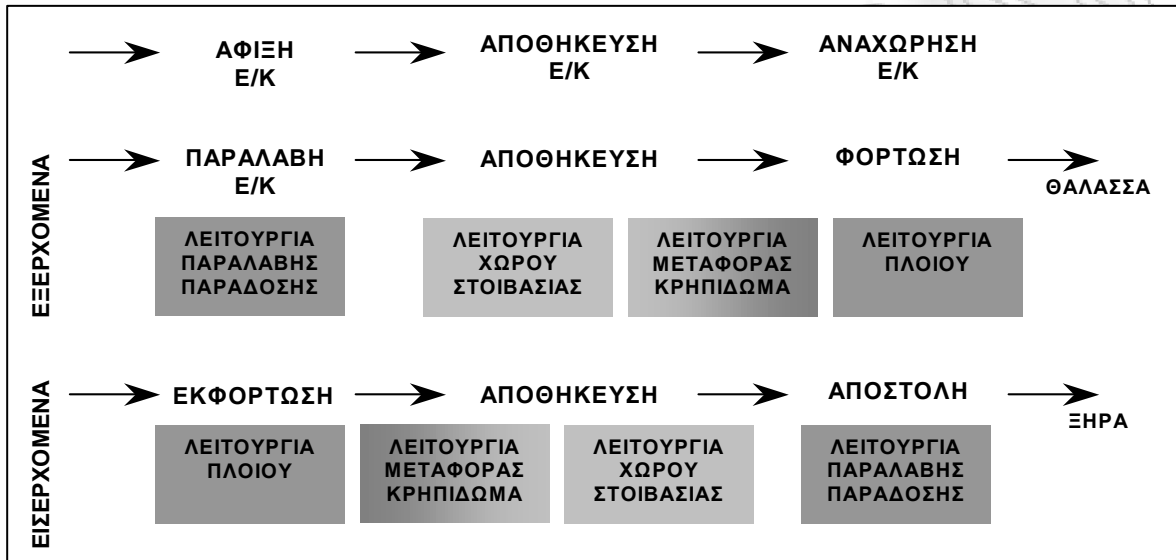 ΑΦΙΞΗ
Ε/Κ
ΑΠΟΘΗΚΕΥΣΗ
Ε/Κ
ΑΝΑΧΩΡΗΣΗ
Ε/Κ
ΕΞΕΡΧΟΜΕΝΑ
ΠΑΡΑΛΑΒΗ
Ε/Κ
ΑΠΟΘΗΚΕΥΣΗ
ΦΟΡΤΩΣΗ
ΘΑΛΑΣΣΑ
ΛΕΙΤΟΥΡΓΙΑ
ΠΑΡΑΛΑΒΗΣ
ΠΑΡΑΔΟΣΗΣ
ΛΕΙΤΟΥΡΓΙΑ
ΧΩΡΟΥ
ΣΤΟΙΒΑΣΙΑΣ
ΛΕΙΤΟΥΡΓΙΑ
ΜΕΤΑΦΟΡΑΣ
ΚΡΗΠΙΔΩΜΑ
ΛΕΙΤΟΥΡΓΙΑ
ΠΛΟΙΟΥ
ΕΙΣΕΡΧΟΜΕΝΑ
ΕΚΦΟΡΤΩΣΗ
ΑΠΟΘΗΚΕΥΣΗ
ΑΠΟΣΤΟΛΗ
ΞΗΡΑ
ΛΕΙΤΟΥΡΓΙΑ
ΠΛΟΙΟΥ
ΛΕΙΤΟΥΡΓΙΑ
ΜΕΤΑΦΟΡΑΣ
ΚΡΗΠΙΔΩΜΑ
ΛΕΙΤΟΥΡΓΙΑ
ΧΩΡΟΥ
ΣΤΟΙΒΑΣΙΑΣ
ΛΕΙΤΟΥΡΓΙΑ
ΠΑΡΑΛΑΒΗΣ
ΠΑΡΑΔΟΣΗΣ